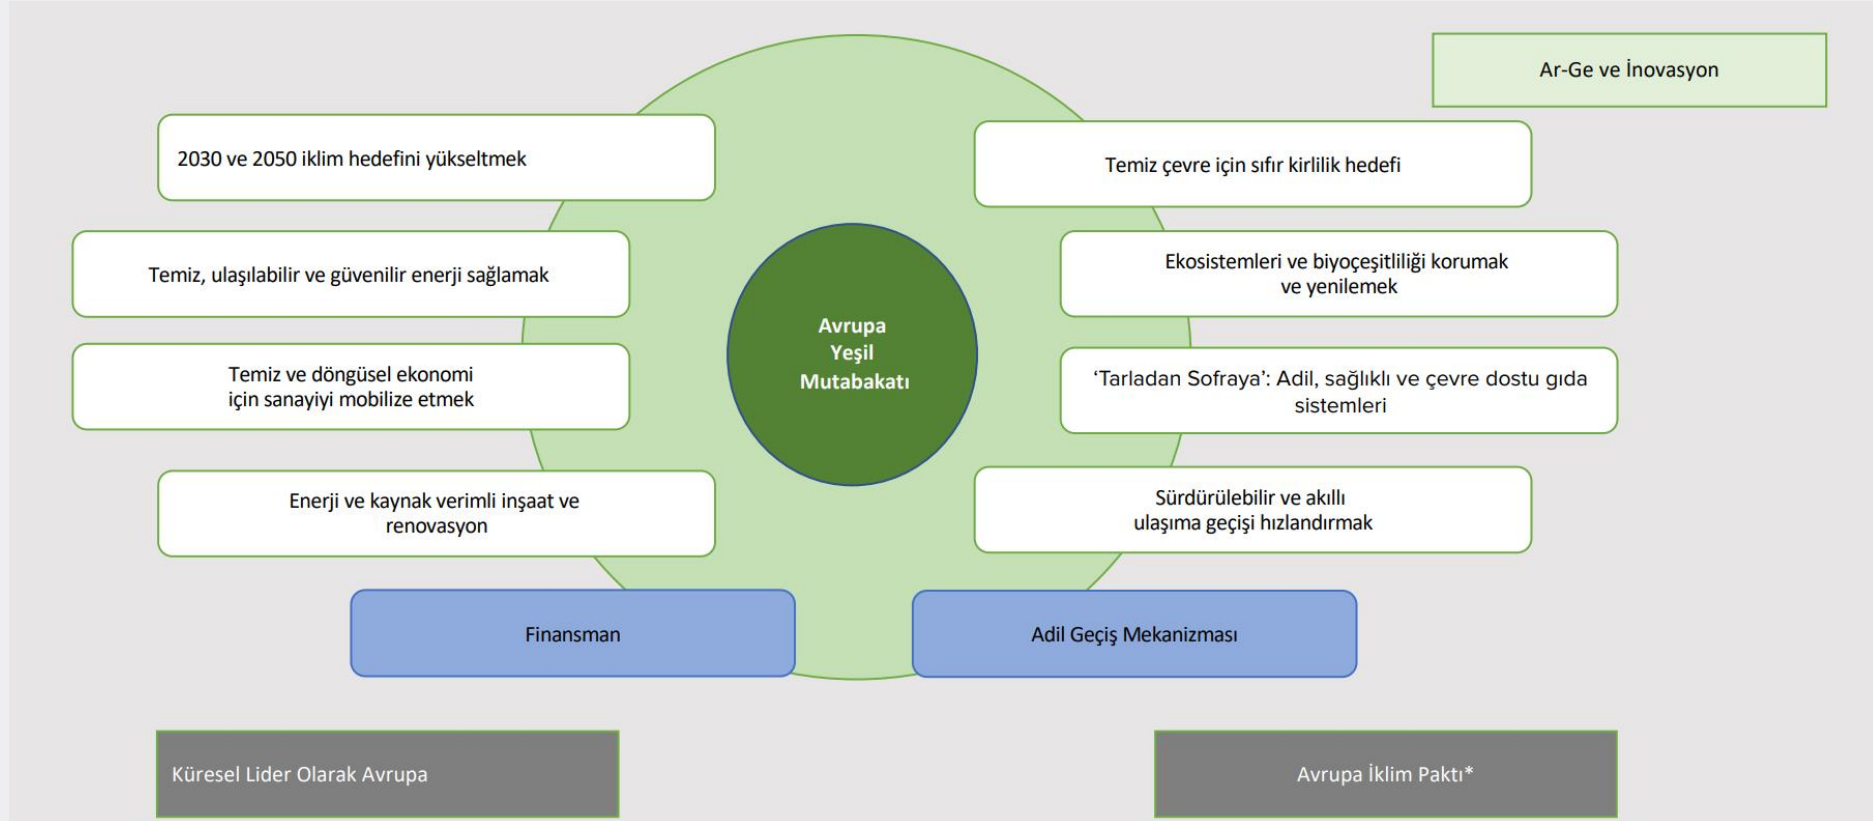 Ar-Ge ve İnovasyon
2030 ve 2050 iklim hedefini yükseltmek
Temiz çevre için sıfır kirlilik hedefi
Temiz, ulaşılabilir ve güvenilir enerji sağlamak
Ekosistemleri ve biyoçeşitliliği korumak
ve yenilemek
Avrupa
Yeşil
Mutabakatı
Temiz ve döngüsel ekonomi
için sanayiyi mobilize etmek
‘Tarladan Sofraya’: Adil, sağlıklı ve çevre dostu gıda
sistemleri
Enerji ve kaynak verimli inşaat ve
renovasyon
Sürdürülebilir ve akıllı
ulaşıma geçişi hızlandırmak
Finansman
Adil Geçiş Mekanizması
Küresel Lider Olarak Avrupa
Avrupa İklim Paktı*